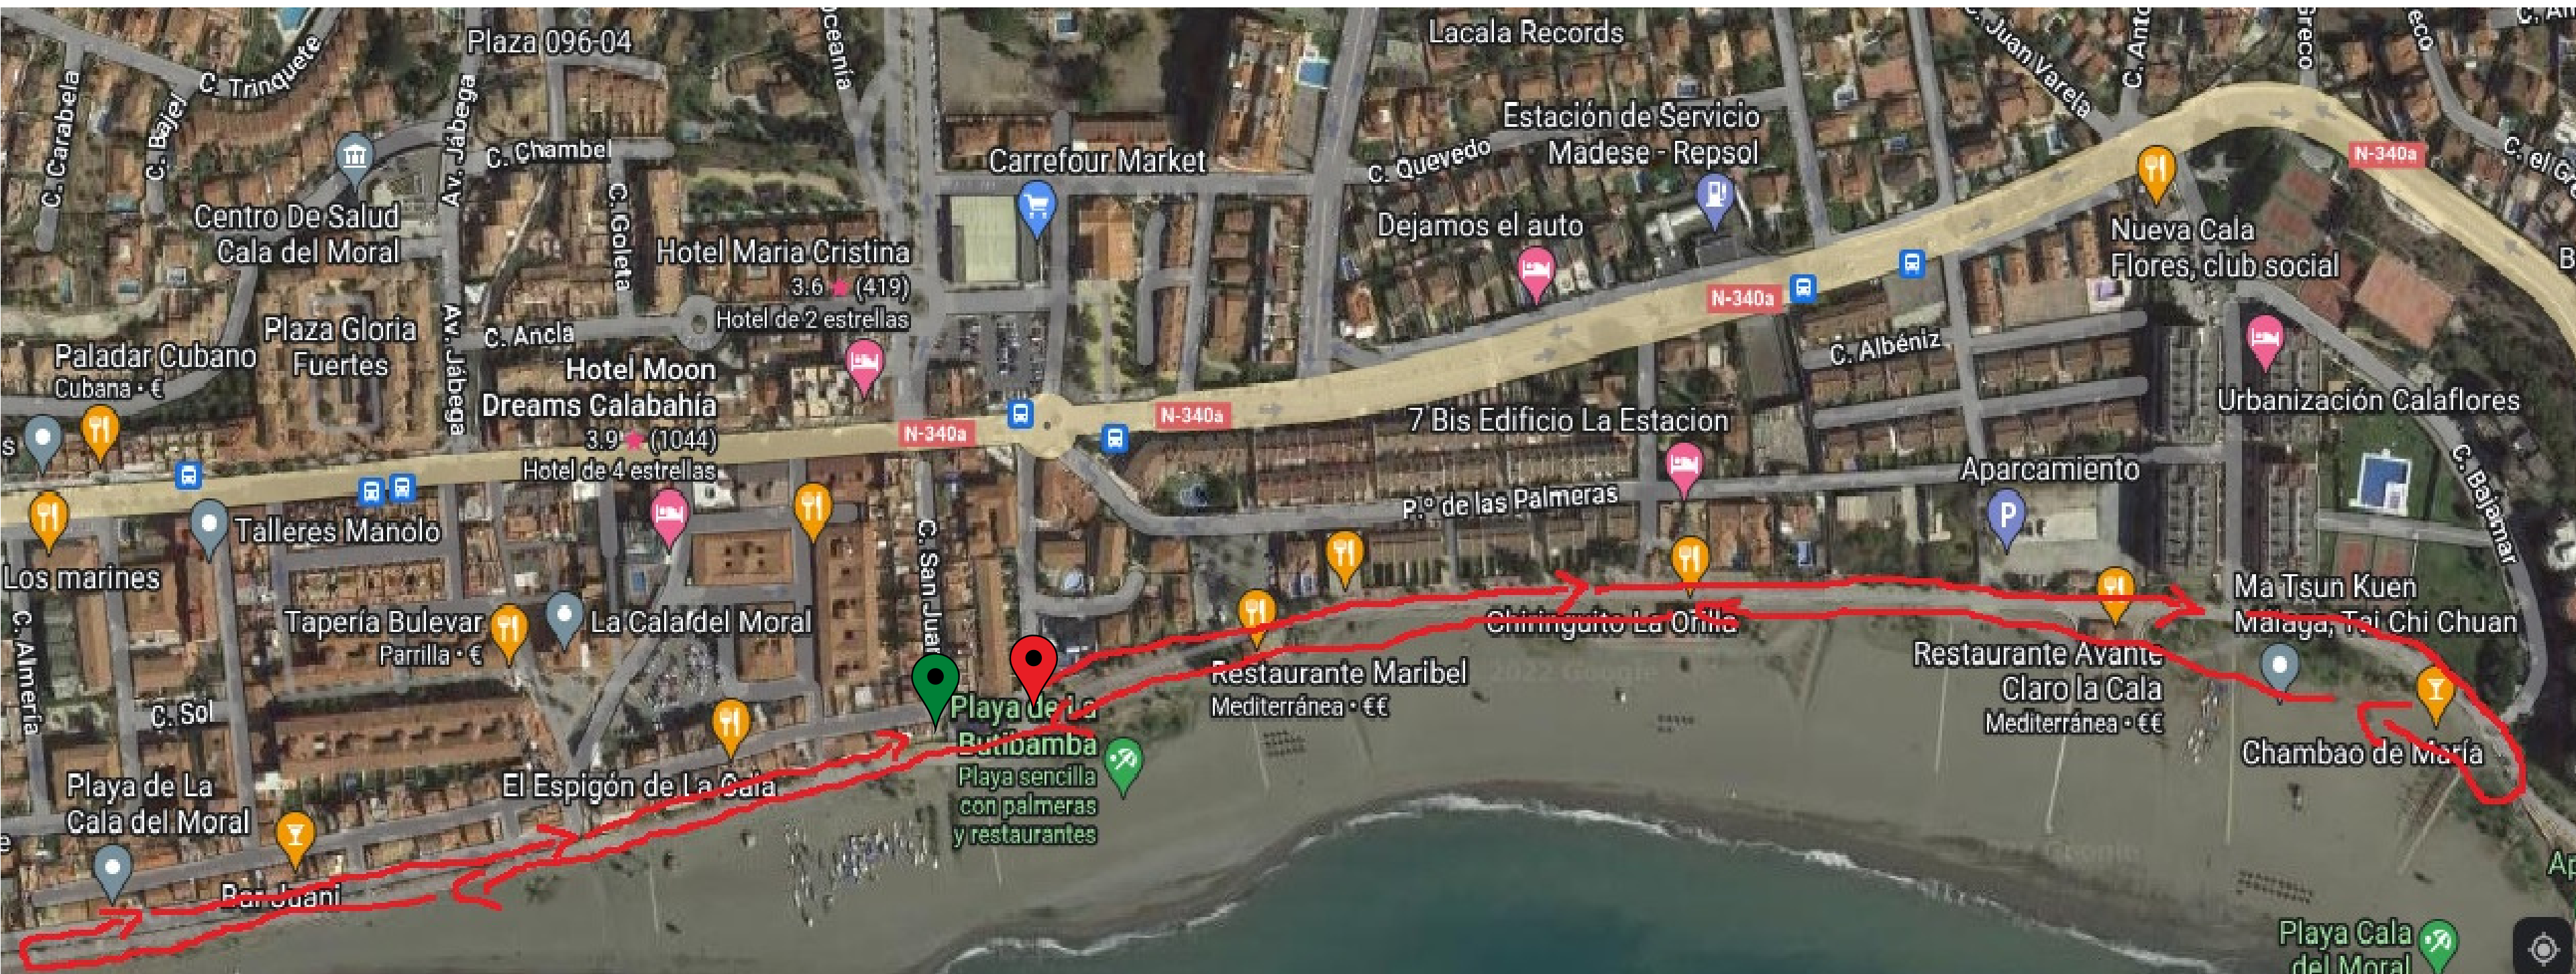 Plaza 096-04
Lacala Records
C. Trinquete
C. Juan Varela
C. Carabela
C. Bajel
Av. Jábega
C. Chambel
Carrefour Market
C. Quevedo
Estación de Servicio
Madese - Repsol
N-340a
Centro De Salud
Cala del Moral
C. Goleta
Hotel Maria Cristina
3.6 ★ (419)
Hotel de 2 estrellas
Dejamos el auto
Nueva Cala
Flores, club social
N-340a
Plaza Gloria
Fuertes
Av. Jábega
C. Ancla
C. Albéniz
Paladar Cubano
Cubana • €
Hotel Moon
Dreams Calabahía
3.9 ★ (1044)
Hotel de 4 estrellas
N-340a
N-340a
7 Bis Edificio La Estacion
Urbanización Calaflores
Aparcamiento
P
P.º de las Palmeras
C. Bajamar
Talleres Manolo
Los marines
C. Almería
C. San Juan
Tapería Bulevar
Parrilla • €
La Cala del Moral
Chiringuito La Orilla
Ma Tsun Kuen
Málaga, Tai Chi Chuan
Restaurante Maribel
Mediterránea • €€
2022 Google
Restaurante Avante
Claro la Cala
Mediterránea • €€
C. Sol
Playa de La
Butibamba
Playa sencilla
con palmeras
y restaurantes
Chambao de María
El Espigón de La Cala
Playa de La
Cala del Moral
Bar Juani
Google
Playa Cala
del Moral